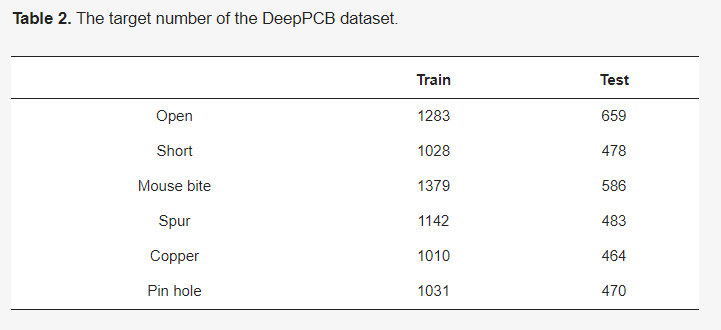 Table 2. The target number of the DeepPCB dataset.
Train Test
Open 1283 659
Short 1028 478
Mouse bite 1379 586
Spur 1142 483
Copper 1010 464
Pin hole 1031 470